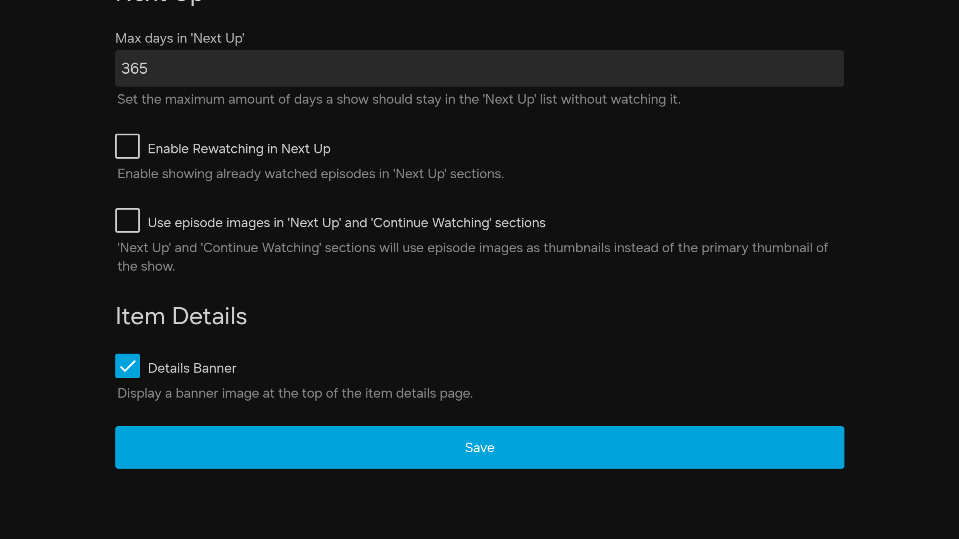 Next Up
Max days in 'Next Up'
365
Set the maximum amount of days a show should stay in the 'Next Up' list without watching it.
Enable Rewatching in Next Up
Enable showing already watched episodes in 'Next Up' sections.
Use episode images in 'Next Up' and 'Continue Watching' sections
'Next Up' and 'Continue Watching' sections will use episode images as thumbnails instead of the primary thumbnail of
the show.
Item Details
Details Banner
Display a banner image at the top of the item details page.
Save